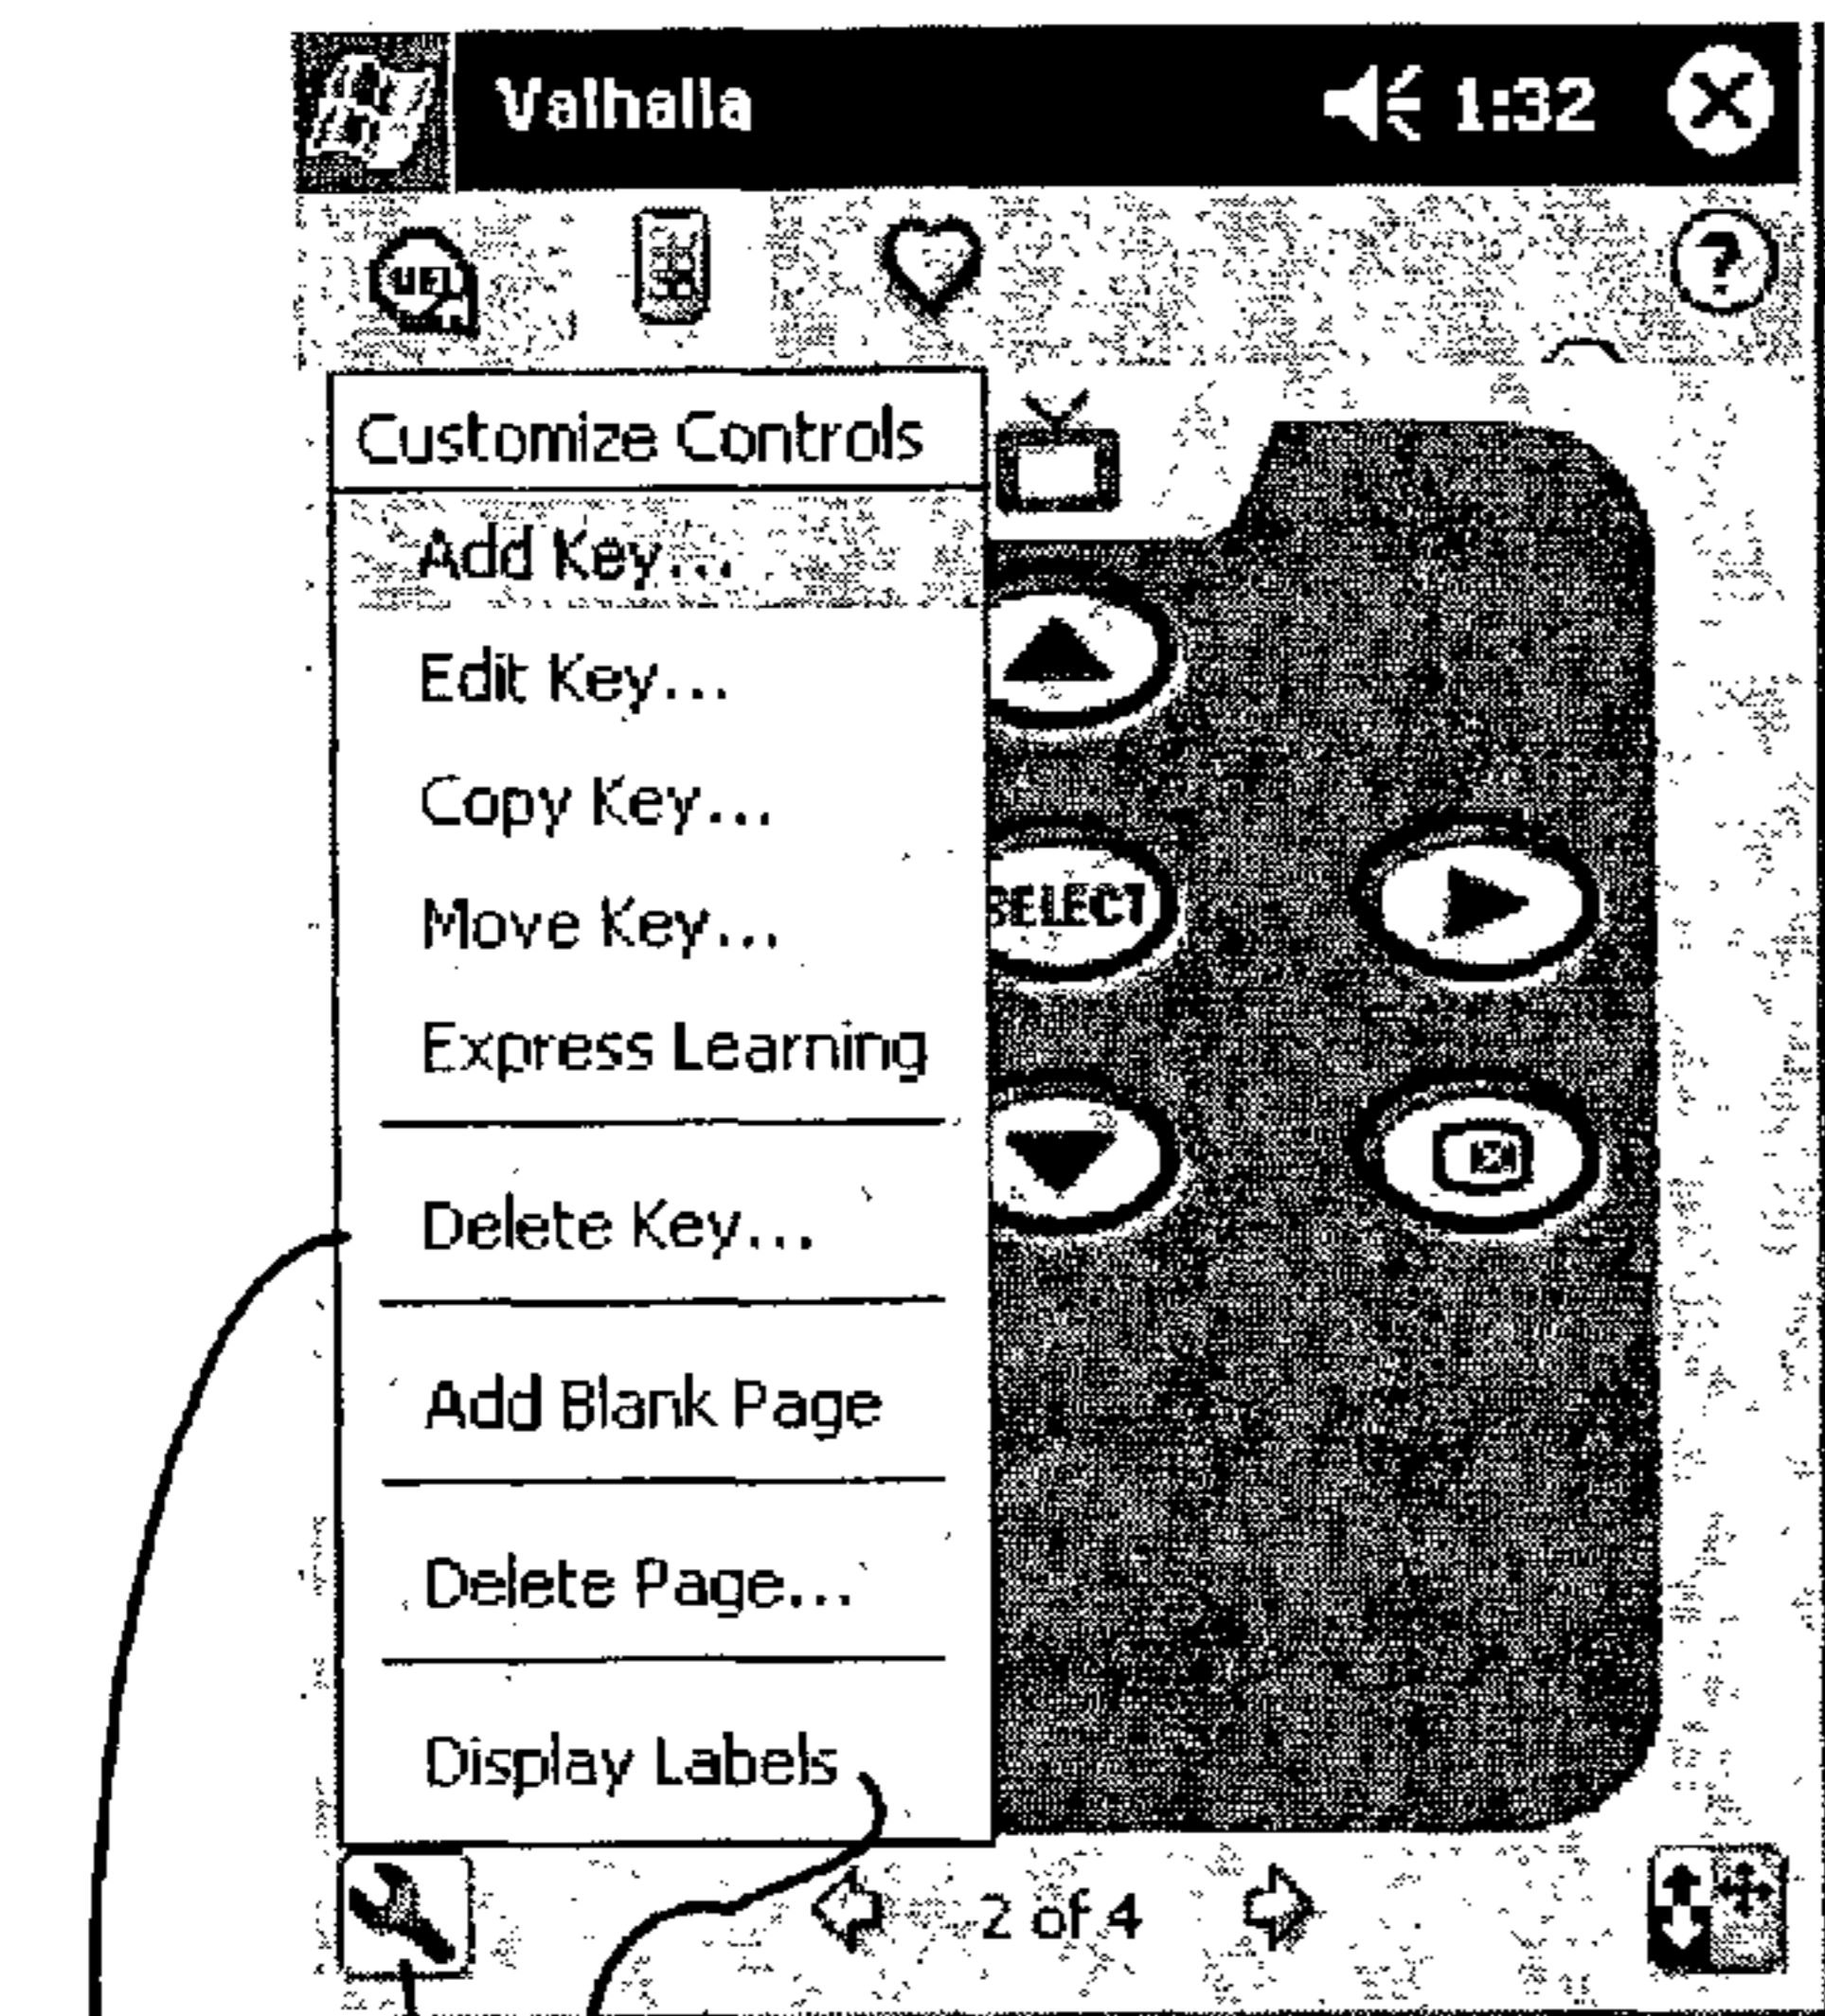 Valhalla 1:32
UEI
?
Customize Controls
Add Key...
Edit Key...
Copy Key...
Move Key...
Express Learning
Delete Key...
Add Blank Page
Delete Page...
Display Labels
SELECT
2 of 4